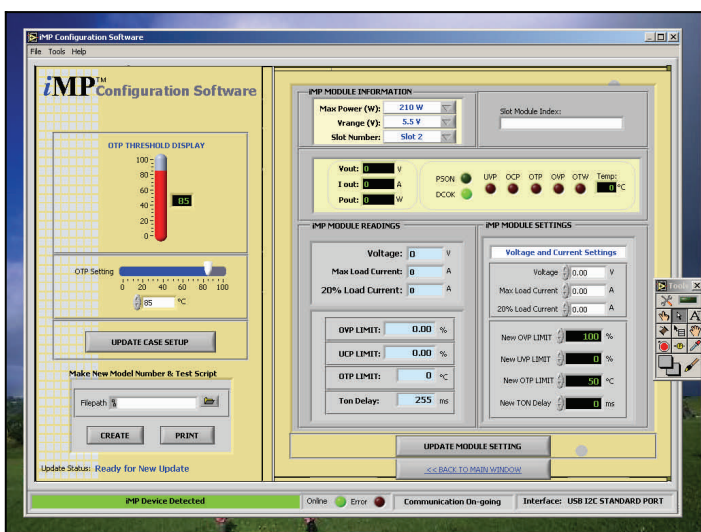 iMP Configuration Software
File Tools Help
iMP™ Configuration Software
OTP THRESHOLD DISPLAY
100
80
60
40
20
0
85
OTP Setting
0 20 40 60 80 100
85 °C
UPDATE CASE SETUP
Make New Model Number & Test Script
Filepath
CREATE PRINT
Update Status: Ready for New Update
iMP MODULE INFORMATION
Max Power (W): 210 W
Vrange (V): 5.5 V
Slot Number: Slot 2
Slot Module Index:
Vout: 0 V
I out: 0 A
Pout: 0 W
PSON
DCOK
UVP OCP OTP OVP OTW Temp:
0 °C
iMP MODULE READINGS
Voltage: 0 V
Max Load Current: 0 A
20% Load Current: 0 A
OVP LIMIT: 0.00 %
UCP LIMIT: 0.00 %
OTP LIMIT: 0 °C
Ton Delay: 255 ms
iMP MODULE SETTINGS
Voltage and Current Settings
Voltage 0.00 V
Max Load Current 0.00 A
20% Load Current 0.00 A
New OVP LIMIT 100 %
New UVP LIMIT 0 %
New OTP LIMIT 50 °C
New TON Delay 0 ms
UPDATE MODULE SETTING
<< BACK TO MAIN WINDOW
Tools X
A
iMP Device Detected
Online Error
Communication On-going
Interface: USB I2C STANDARD PORT